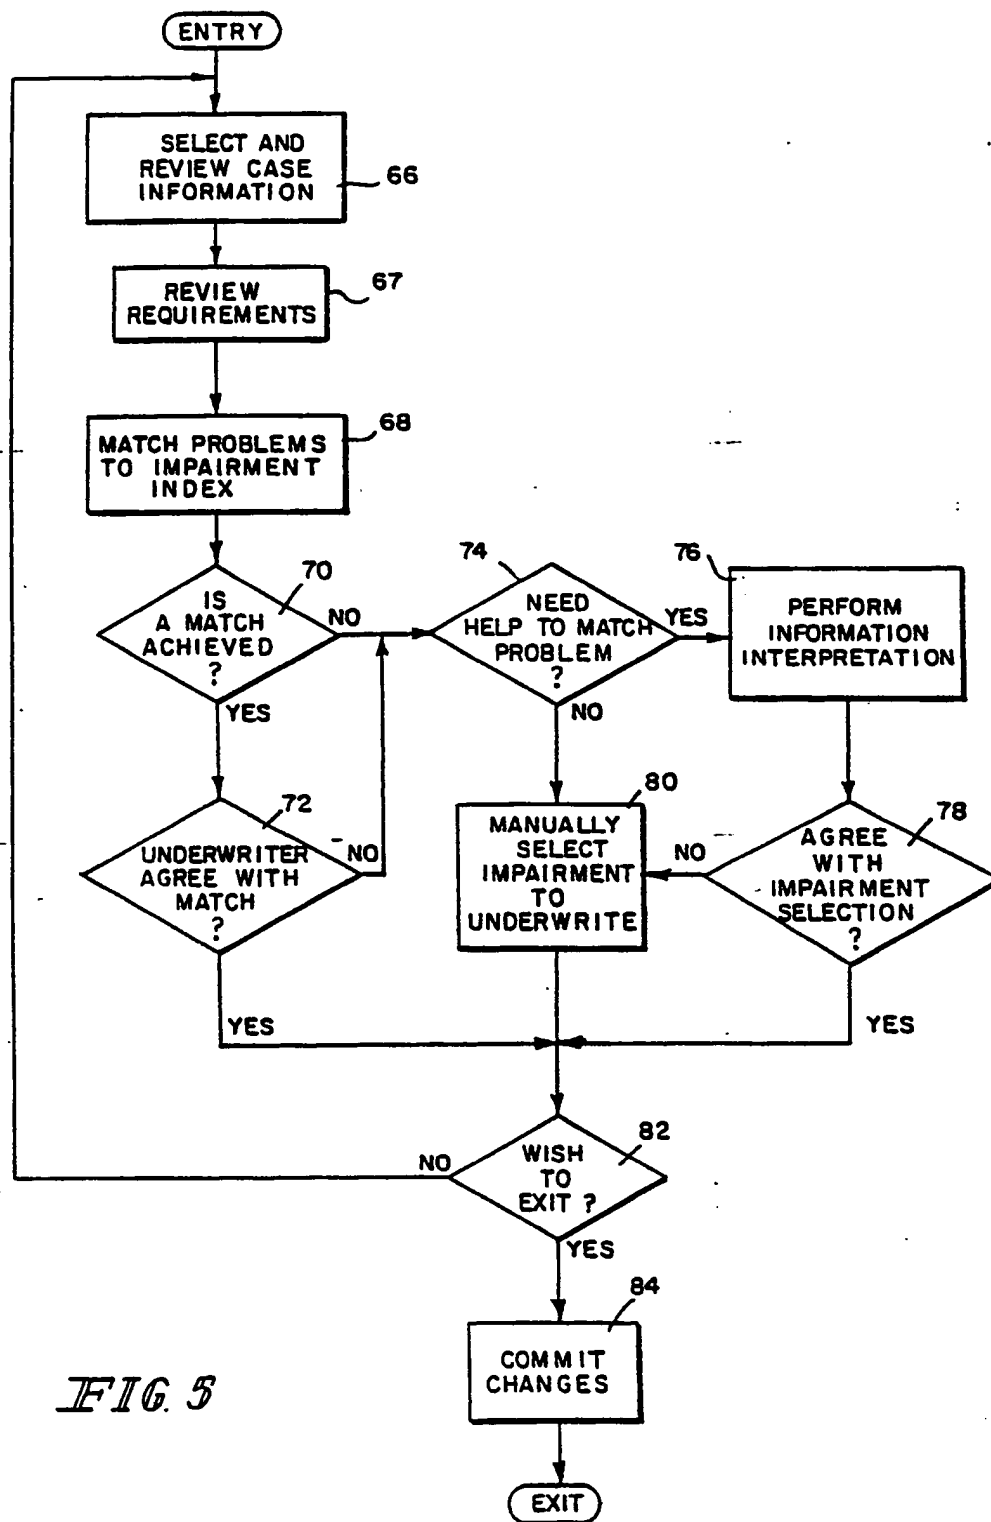 ENTRY
SELECT AND
REVIEW CASE
INFORMATION
66
REVIEW
REQUIREMENTS
67
MATCH PROBLEMS
TO IMPAIRMENT
INDEX
68
IS
A MATCH
ACHIEVED
?
70
NO
YES
74
NEED
HELP TO MATCH
PROBLEM
?
YES
NO
76
PERFORM
INFORMATION
INTERPRETATION
72
UNDERWRITER
AGREE WITH
MATCH
?
NO
YES
80
MANUALLY
SELECT
IMPAIRMENT
TO
UNDERWRITE
78
AGREE
WITH
IMPAIRMENT
SELECTION
?
NO
YES
82
WISH
TO
EXIT ?
NO
YES
84
COMMIT
CHANGES
EXIT
FIG. 5